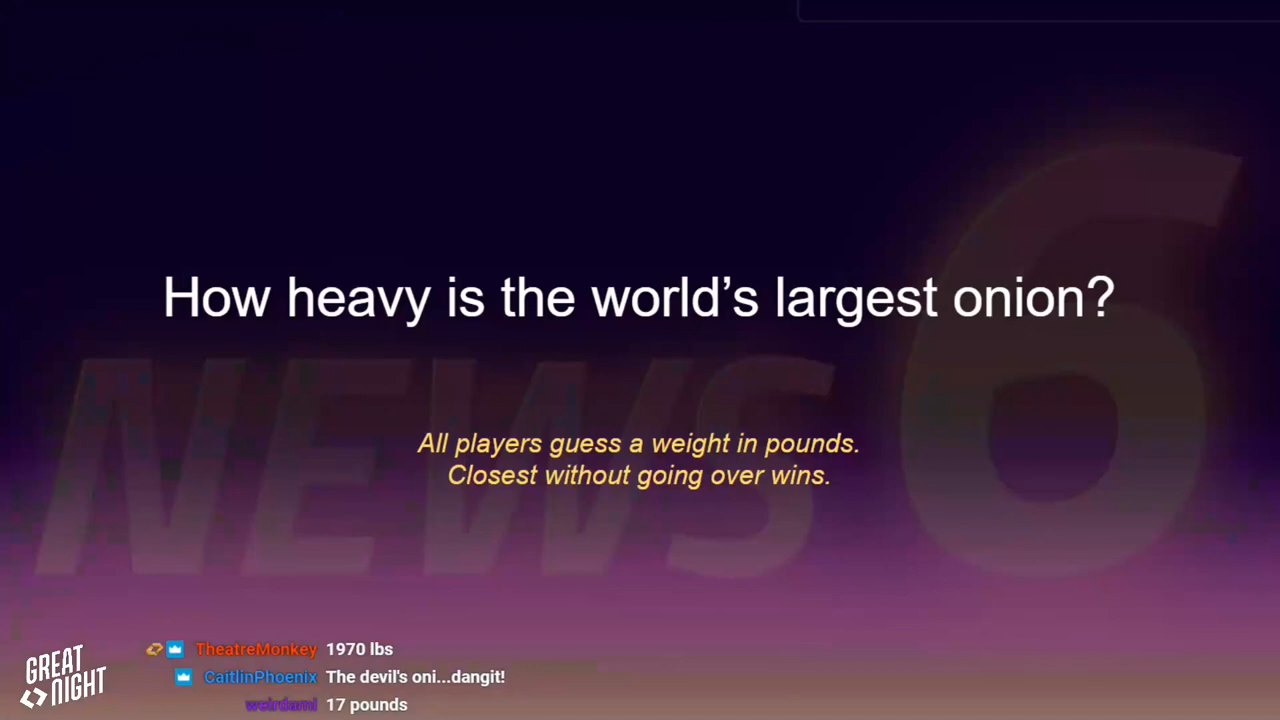 How heavy is the world's largest onion?
NEWS 6
All players guess a weight in pounds.
Closest without going over wins.
TheatreMonkey 1970 lbs
CaitlinPhoenix The devil's oni...dangit!
weirdami 17 pounds
GREAT
NIGHT